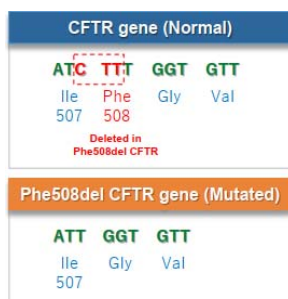 CFTR gene (Normal)
ATC TTT GGT GTT
Ile Phe Gly Val
507 508
Deleted in
Phe508del CFTR
Phe508del CFTR gene (Mutated)
ATT GGT GTT
Ile Gly Val
507